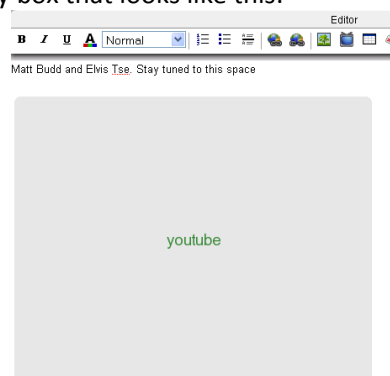 y box that looks like this:
Editor
B I U A Normal
Matt Budd and Elvis Tse. Stay tuned to this space
youtube